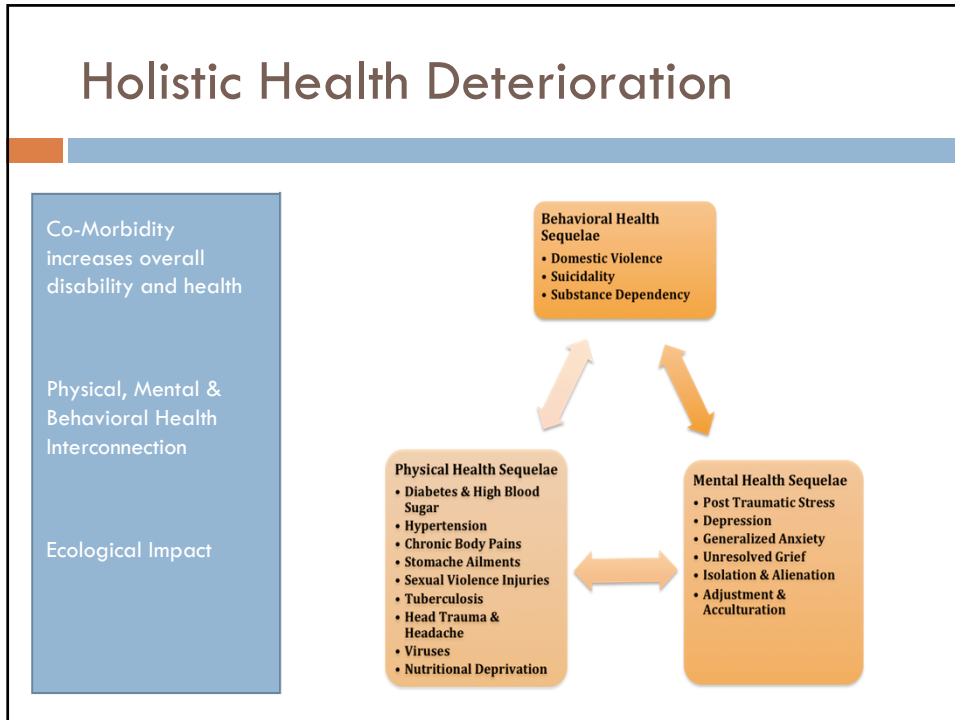 Holistic Health Deterioration
Co-Morbidity
increases overall
disability and health
Physical, Mental &
Behavioral Health
Interconnection
Ecological Impact
Behavioral Health
Sequelae
• Domestic Violence
• Suicidality
• Substance Dependency
Physical Health Sequelae
• Diabetes & High Blood
Sugar
• Hypertension
• Chronic Body Pains
• Stomache Ailments
• Sexual Violence Injuries
• Tuberculosis
• Head Trauma &
Headache
• Viruses
• Nutritional Deprivation
Mental Health Sequelae
• Post Traumatic Stress
• Depression
• Generalized Anxiety
• Unresolved Grief
• Isolation & Alienation
• Adjustment &
Acculturation